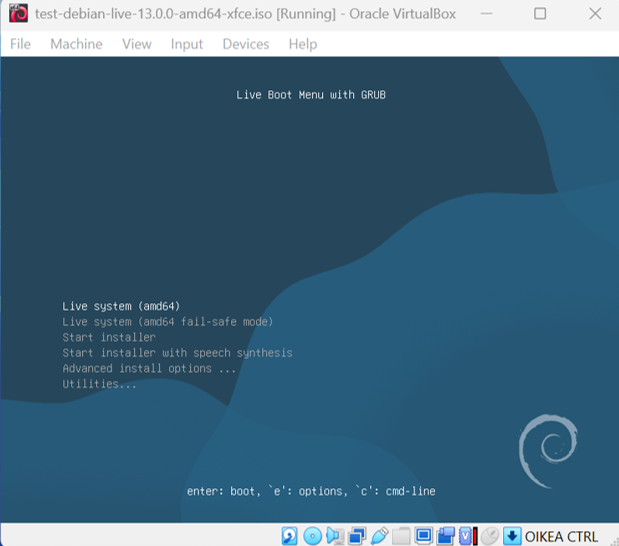 test-debian-live-13.0.0-amd64-xfce.iso [Running] - Oracle VirtualBox
File Machine View Input Devices Help
Live Boot Menu with GRUB
Live system (amd64)
Live system (amd64 fail-safe mode)
Start installer
Start installer with speech synthesis
Advanced install options ...
Utilities...
enter: boot, `e': options, `c': cmd-line
OIKEA CTRL